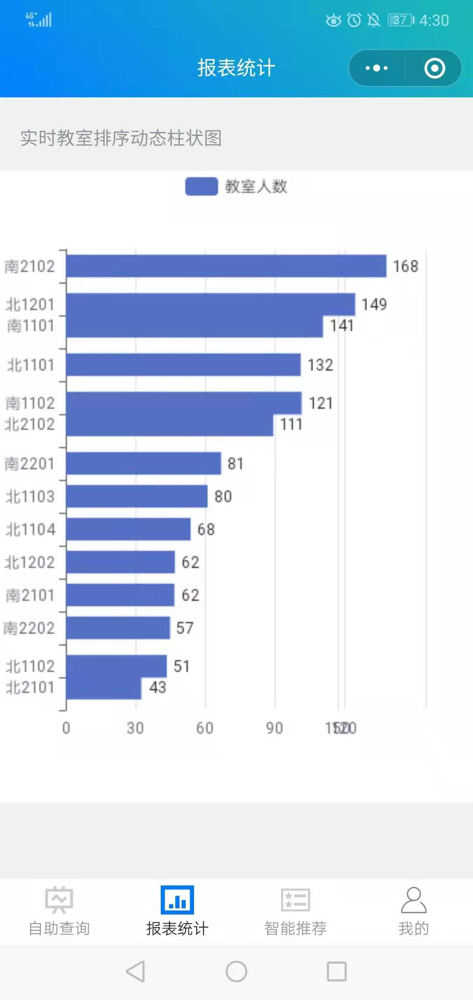 4G+
37
4:30
报表统计
实时教室排序动态柱状图
教室人数
南2102 168
北1201 149
南1101 141
北1101 132
南1102 121
北2102 111
南2201 81
北1103 80
北1104 68
北1202 62
南2101 62
南2202 57
北1102 51
北2101 43
0 30 60 90
自助查询 报表统计 智能推荐 我的